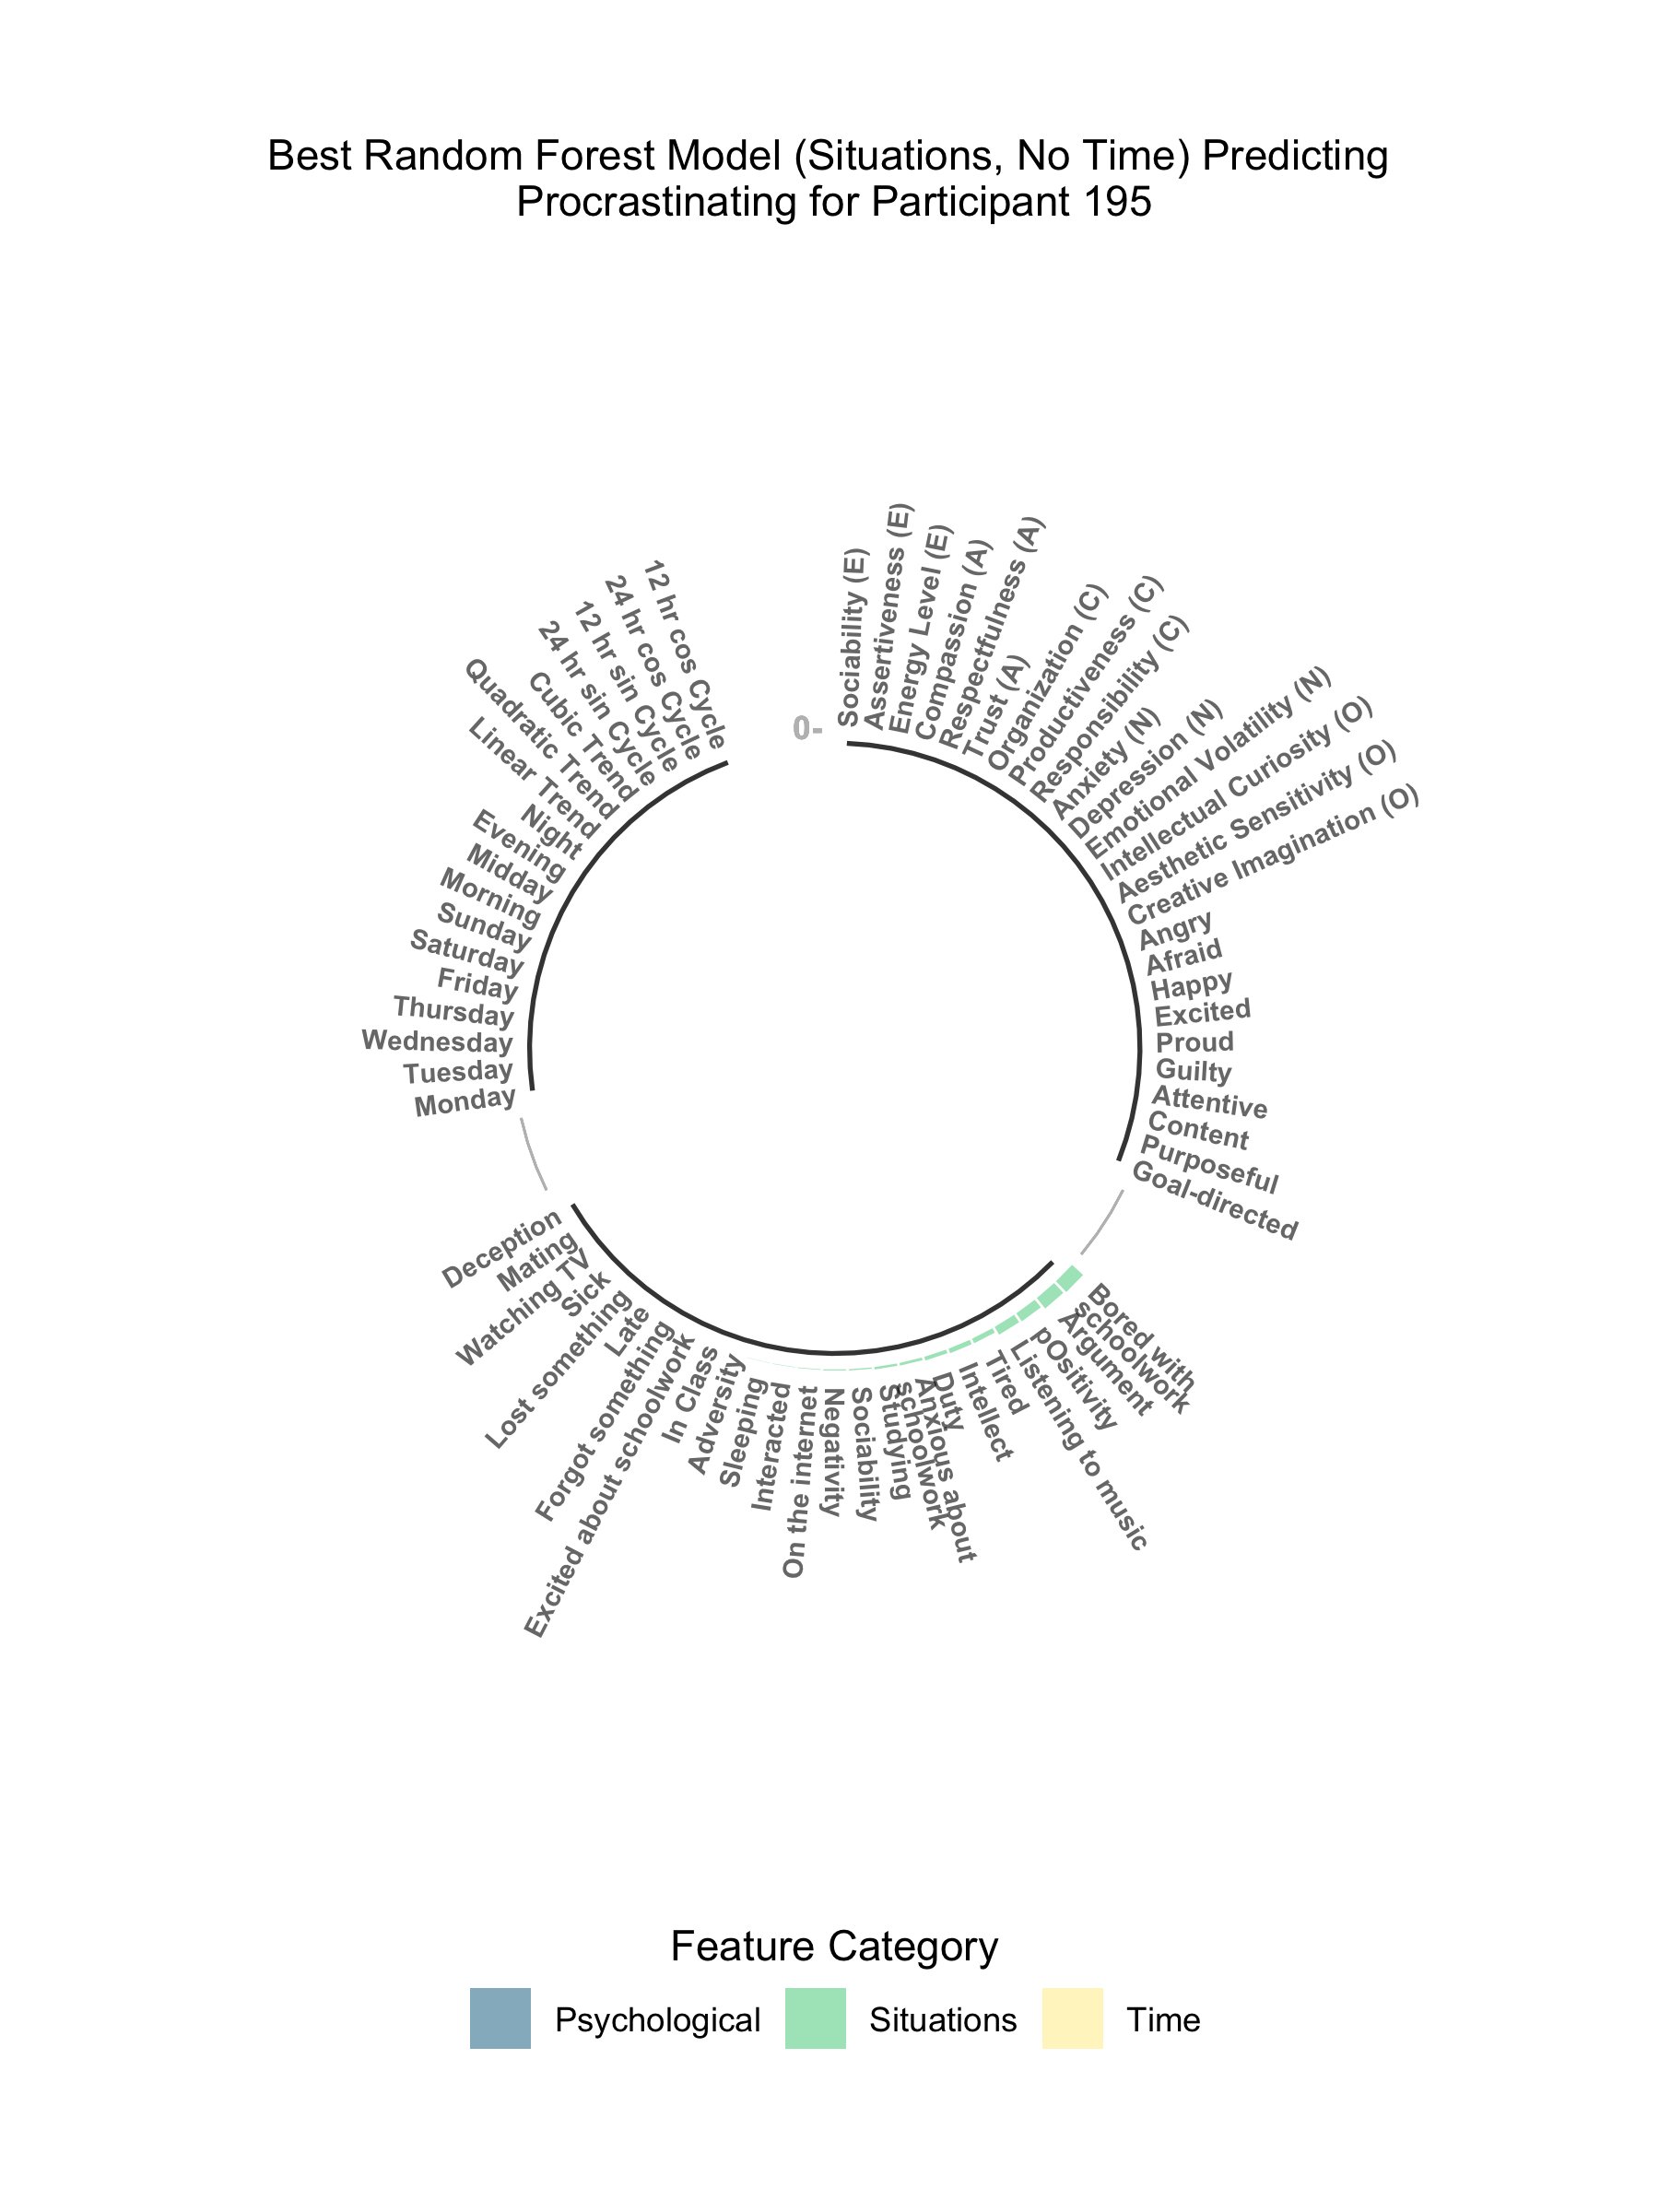 Best Random Forest Model (Situations, No Time) Predicting
Procrastinating for Participant 195
0-
Sociability (E)
Assertiveness (E)
Energy Level (E)
Compassion (A)
Respectfulness (A)
Trust (A)
Organization (C)
Productiveness (C)
Responsibility (C)
Anxiety (N)
Depression (N)
Emotional Volatility (N)
Intellectual Curiosity (O)
Aesthetic Sensitivity (O)
Creative Imagination (O)
Angry
Afraid
Happy
Excited
Proud
Guilty
Attentive
Content
Purposeful
Goal-directed
Bored with
schoolwork
Argument
pOsitivity
Listening to music
Tired
Intellect
Duty
Anxious about
schoolwork
Studying
Sociability
Negativity
On the internet
Interacted
Sleeping
Adversity
In Class
Excited about schoolwork
Forgot something
Late
Lost something
Sick
Watching TV
Mating
Deception
Monday
Tuesday
Wednesday
Thursday
Friday
Saturday
Sunday
Morning
Midday
Evening
Night
Linear Trend
Quadratic Trend
Cubic Trend
24 hr sin Cycle
12 hr sin Cycle
24 hr cos Cycle
12 hr cos Cycle
Feature Category
Psychological
Situations
Time